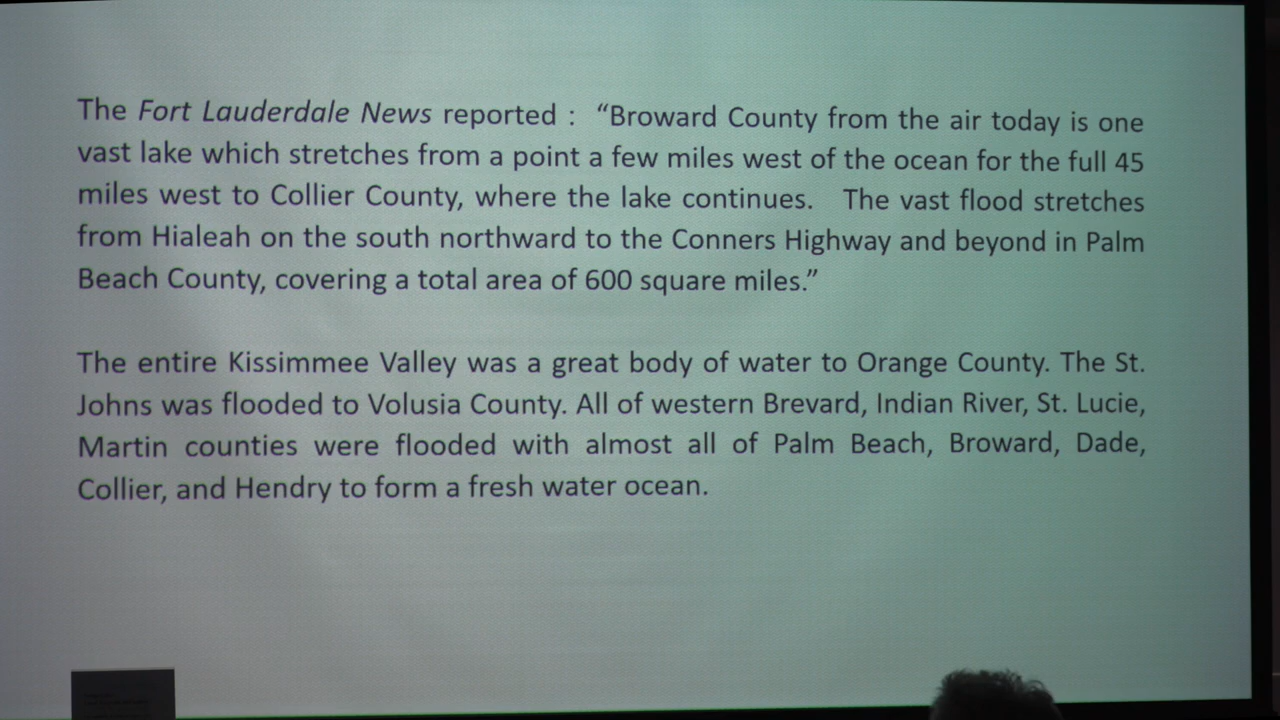 The Fort Lauderdale News reported : “Broward County from the air today is one
vast lake which stretches from a point a few miles west of the ocean for the full 45
miles west to Collier County, where the lake continues. The vast flood stretches
from Hialeah on the south northward to the Conners Highway and beyond in Palm
Beach County, covering a total area of 600 square miles.”
The entire Kissimmee Valley was a great body of water to Orange County. The St.
Johns was flooded to Volusia County. All of western Brevard, Indian River, St. Lucie,
Martin counties were flooded with almost all of Palm Beach, Broward, Dade,
Collier, and Hendry to form a fresh water ocean.